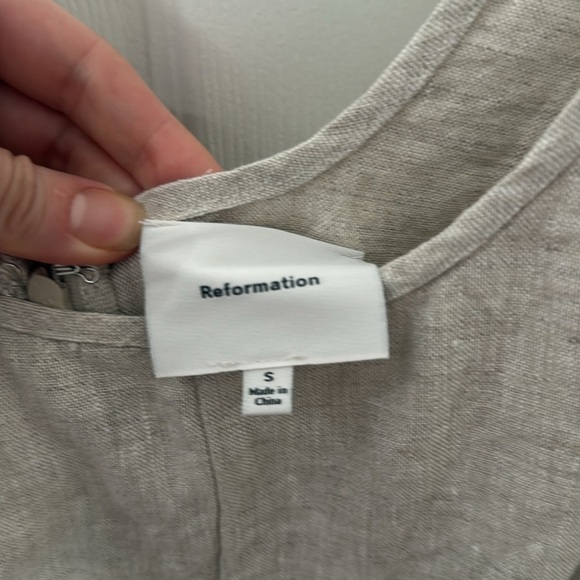 Reformation
S
Made in
China